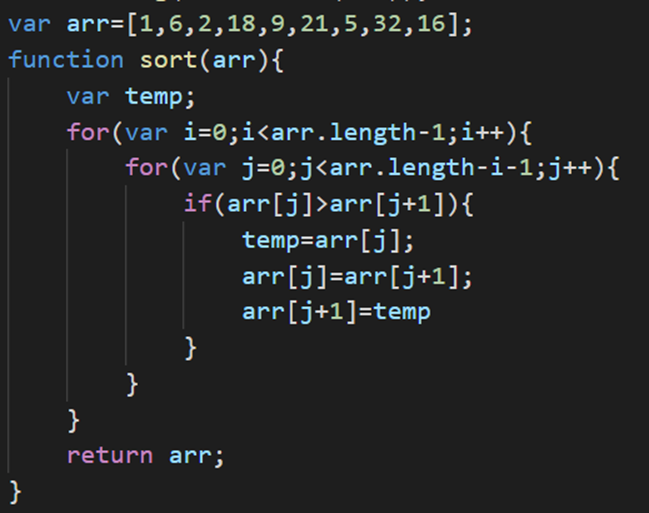 var arr=[1,6,2,18,9,21,5,32,16];
function sort(arr){
    var temp;
    for(var i=0;i<arr.length-1;i++){
        for(var j=0;j<arr.length-i-1;j++){
            if(arr[j]>arr[j+1]){
                temp=arr[j];
                arr[j]=arr[j+1];
                arr[j+1]=temp
            }
        }
    }
    return arr;
}